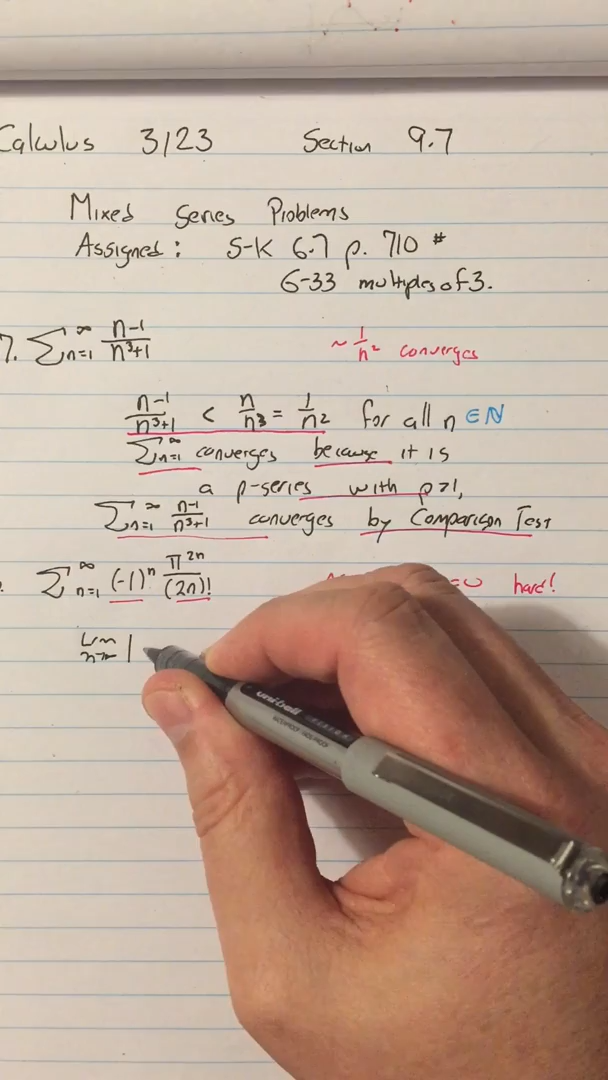 Calculus 3/23 Section 9.7
Mixed Series Problems
Assigned: S-K 6.7 p. 710 #
6-33 multiples of 3.
7. ∑ n=1 ∞ n-1/n³+1 ~ 1/n² converges
n-1/n³+1 < n/n³ = 1/n² for all n ∈ ℕ
∑ n=1 ∞ converges because it is
a p-series with p>1,
∑ n=1 ∞ n-1/n³+1 converges by Comparison Test
∑ n=1 ∞ (-1)ⁿ π²ⁿ/(2n)! hard!
Lim n→∞ |
uni-ball